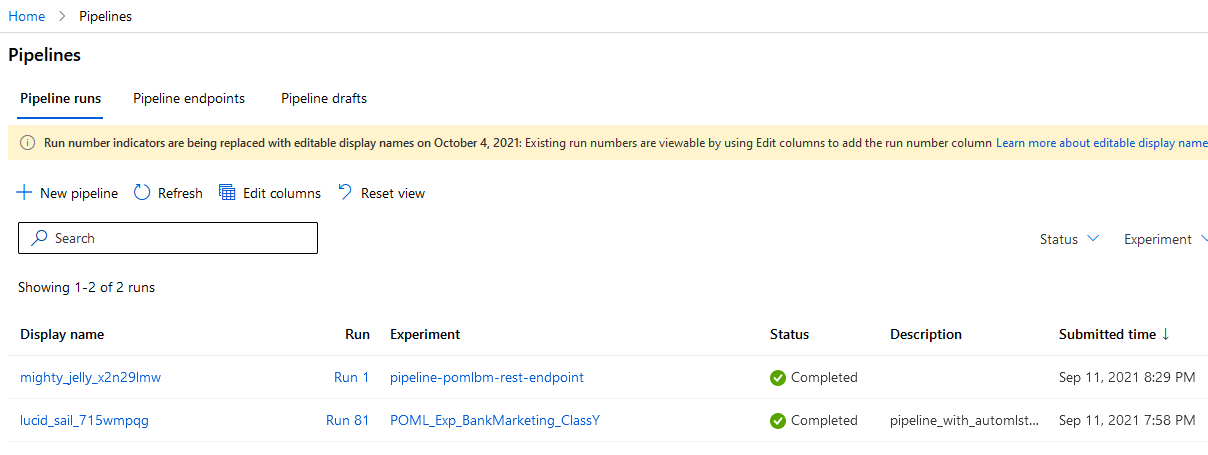 Home > Pipelines
Pipelines
Pipeline runs Pipeline endpoints Pipeline drafts
Run number indicators are being replaced with editable display names on October 4, 2021: Existing run numbers are viewable by using Edit columns to add the run number column Learn more about editable display name
New pipeline Refresh Edit columns Reset view
Search Status Experiment
Showing 1-2 of 2 runs
Display name Run Experiment Status Description Submitted time ↓
mighty_jelly_x2n29lmw Run 1 pipeline-pomlbm-rest-endpoint Completed Sep 11, 2021 8:29 PM
lucid_sail_715wmpqg Run 81 POML_Exp_BankMarketing_ClassY Completed pipeline_with_automlst... Sep 11, 2021 7:58 PM